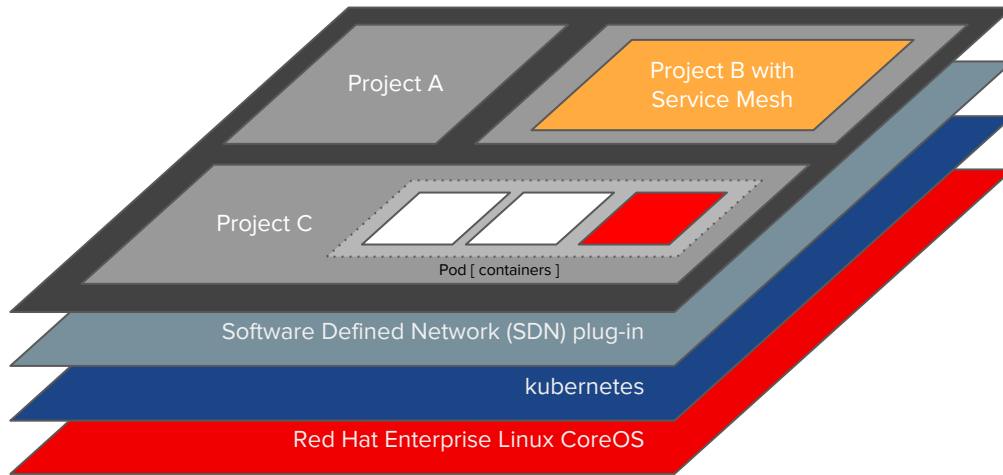 Project A
Project B with
Service Mesh
Project C
Pod [ containers ]
Software Defined Network (SDN) plug-in
kubernetes
Red Hat Enterprise Linux CoreOS